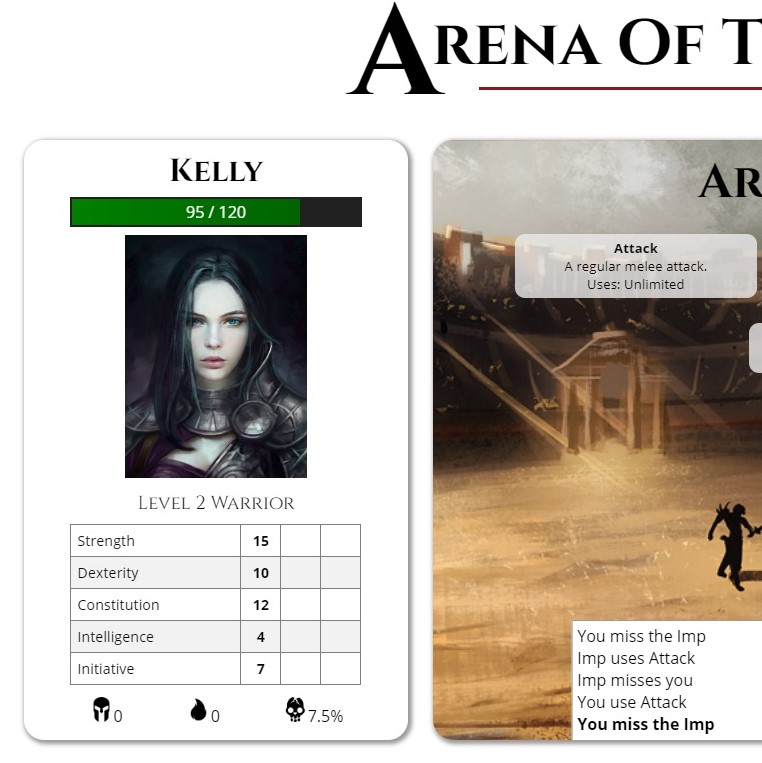 ARENA OF T
KELLY
95 / 120
LEVEL 2 WARRIOR
Strength 15
Dexterity 10
Constitution 12
Intelligence 4
Initiative 7
0 0 7.5%
AR
Attack
A regular melee attack.
Uses: Unlimited
You miss the Imp
Imp uses Attack
Imp misses you
You use Attack
You miss the Imp